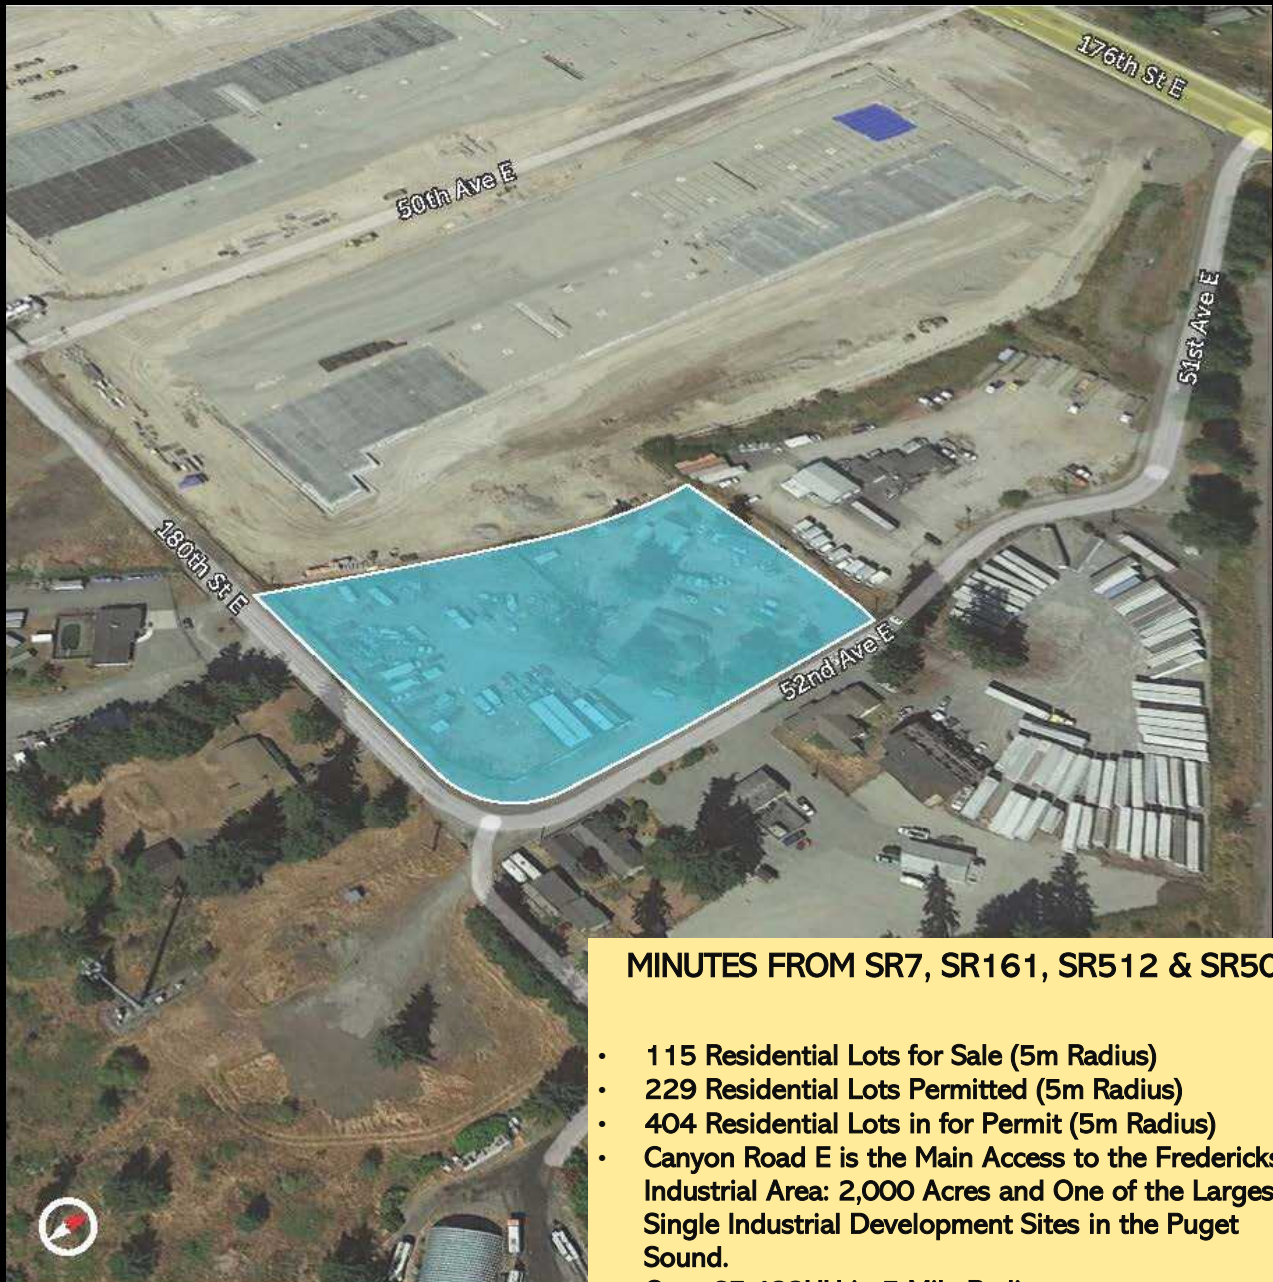 176th St E
50th Ave E
51st Ave E
180th St E
52nd Ave E
MINUTES FROM SR7, SR161, SR512 & SR50
• 115 Residential Lots for Sale (5m Radius)
• 229 Residential Lots Permitted (5m Radius)
• 404 Residential Lots in for Permit (5m Radius)
• Canyon Road E is the Main Access to the Fredericks
Industrial Area: 2,000 Acres and One of the Larges
Single Industrial Development Sites in the Puget
Sound.